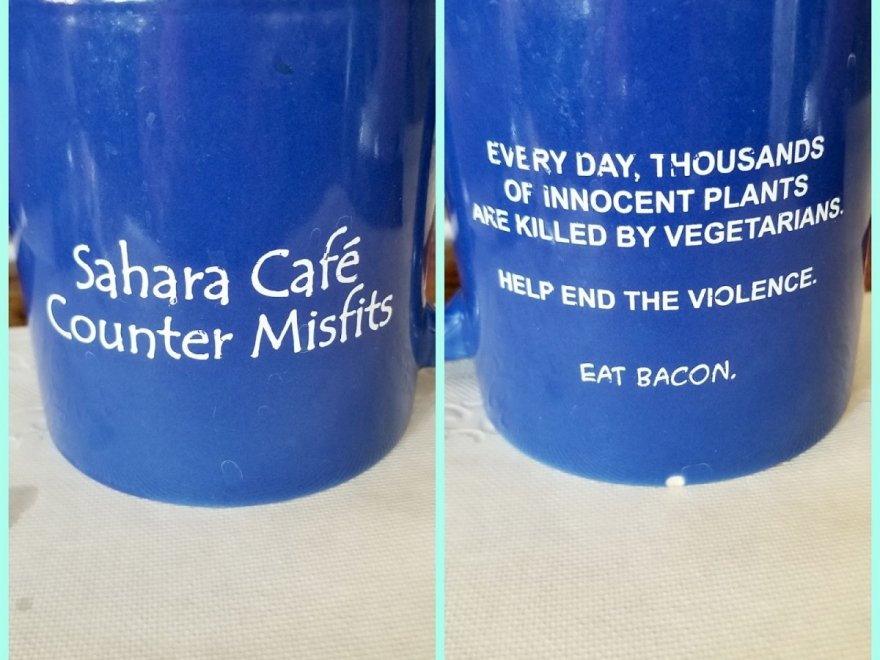 Sahara Café
Counter Misfits
EVERY DAY, THOUSANDS
OF INNOCENT PLANTS
ARE KILLED BY VEGETARIANS.
HELP END THE VIOLENCE.
EAT BACON.